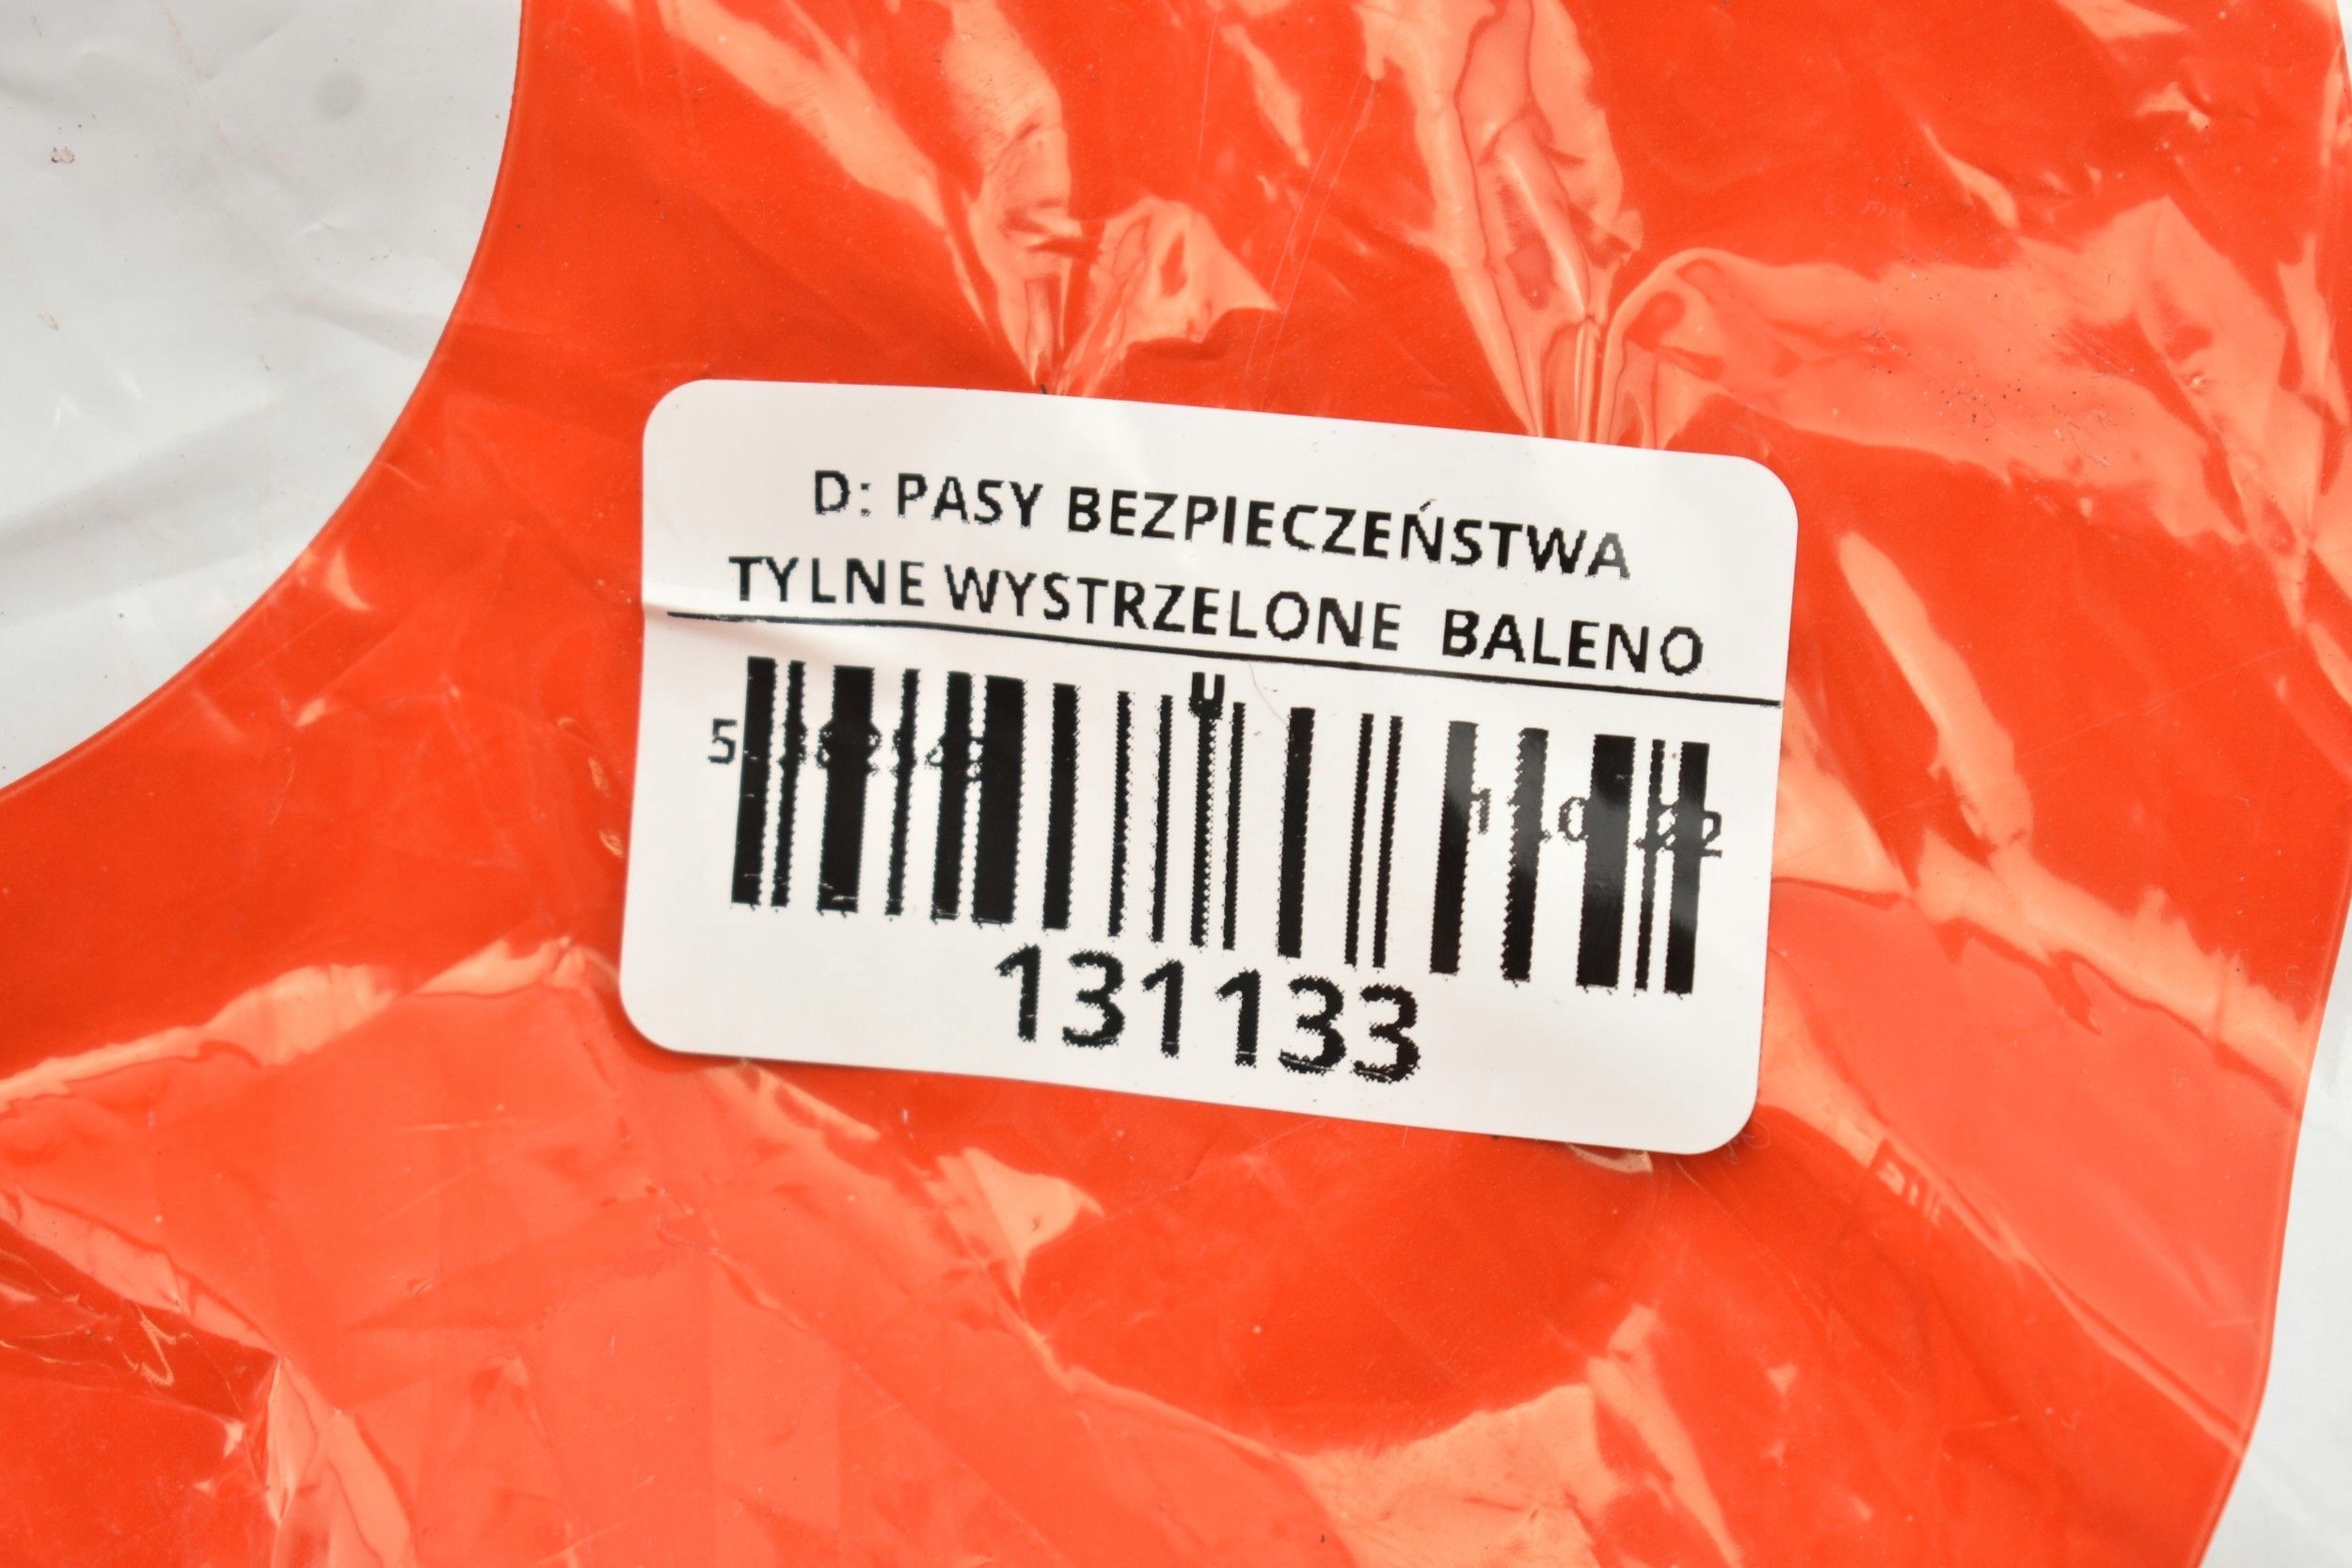 D: PASY BEZPIECZEŃSTWA
TYLNE WYSTRZELONE BALENO
131133